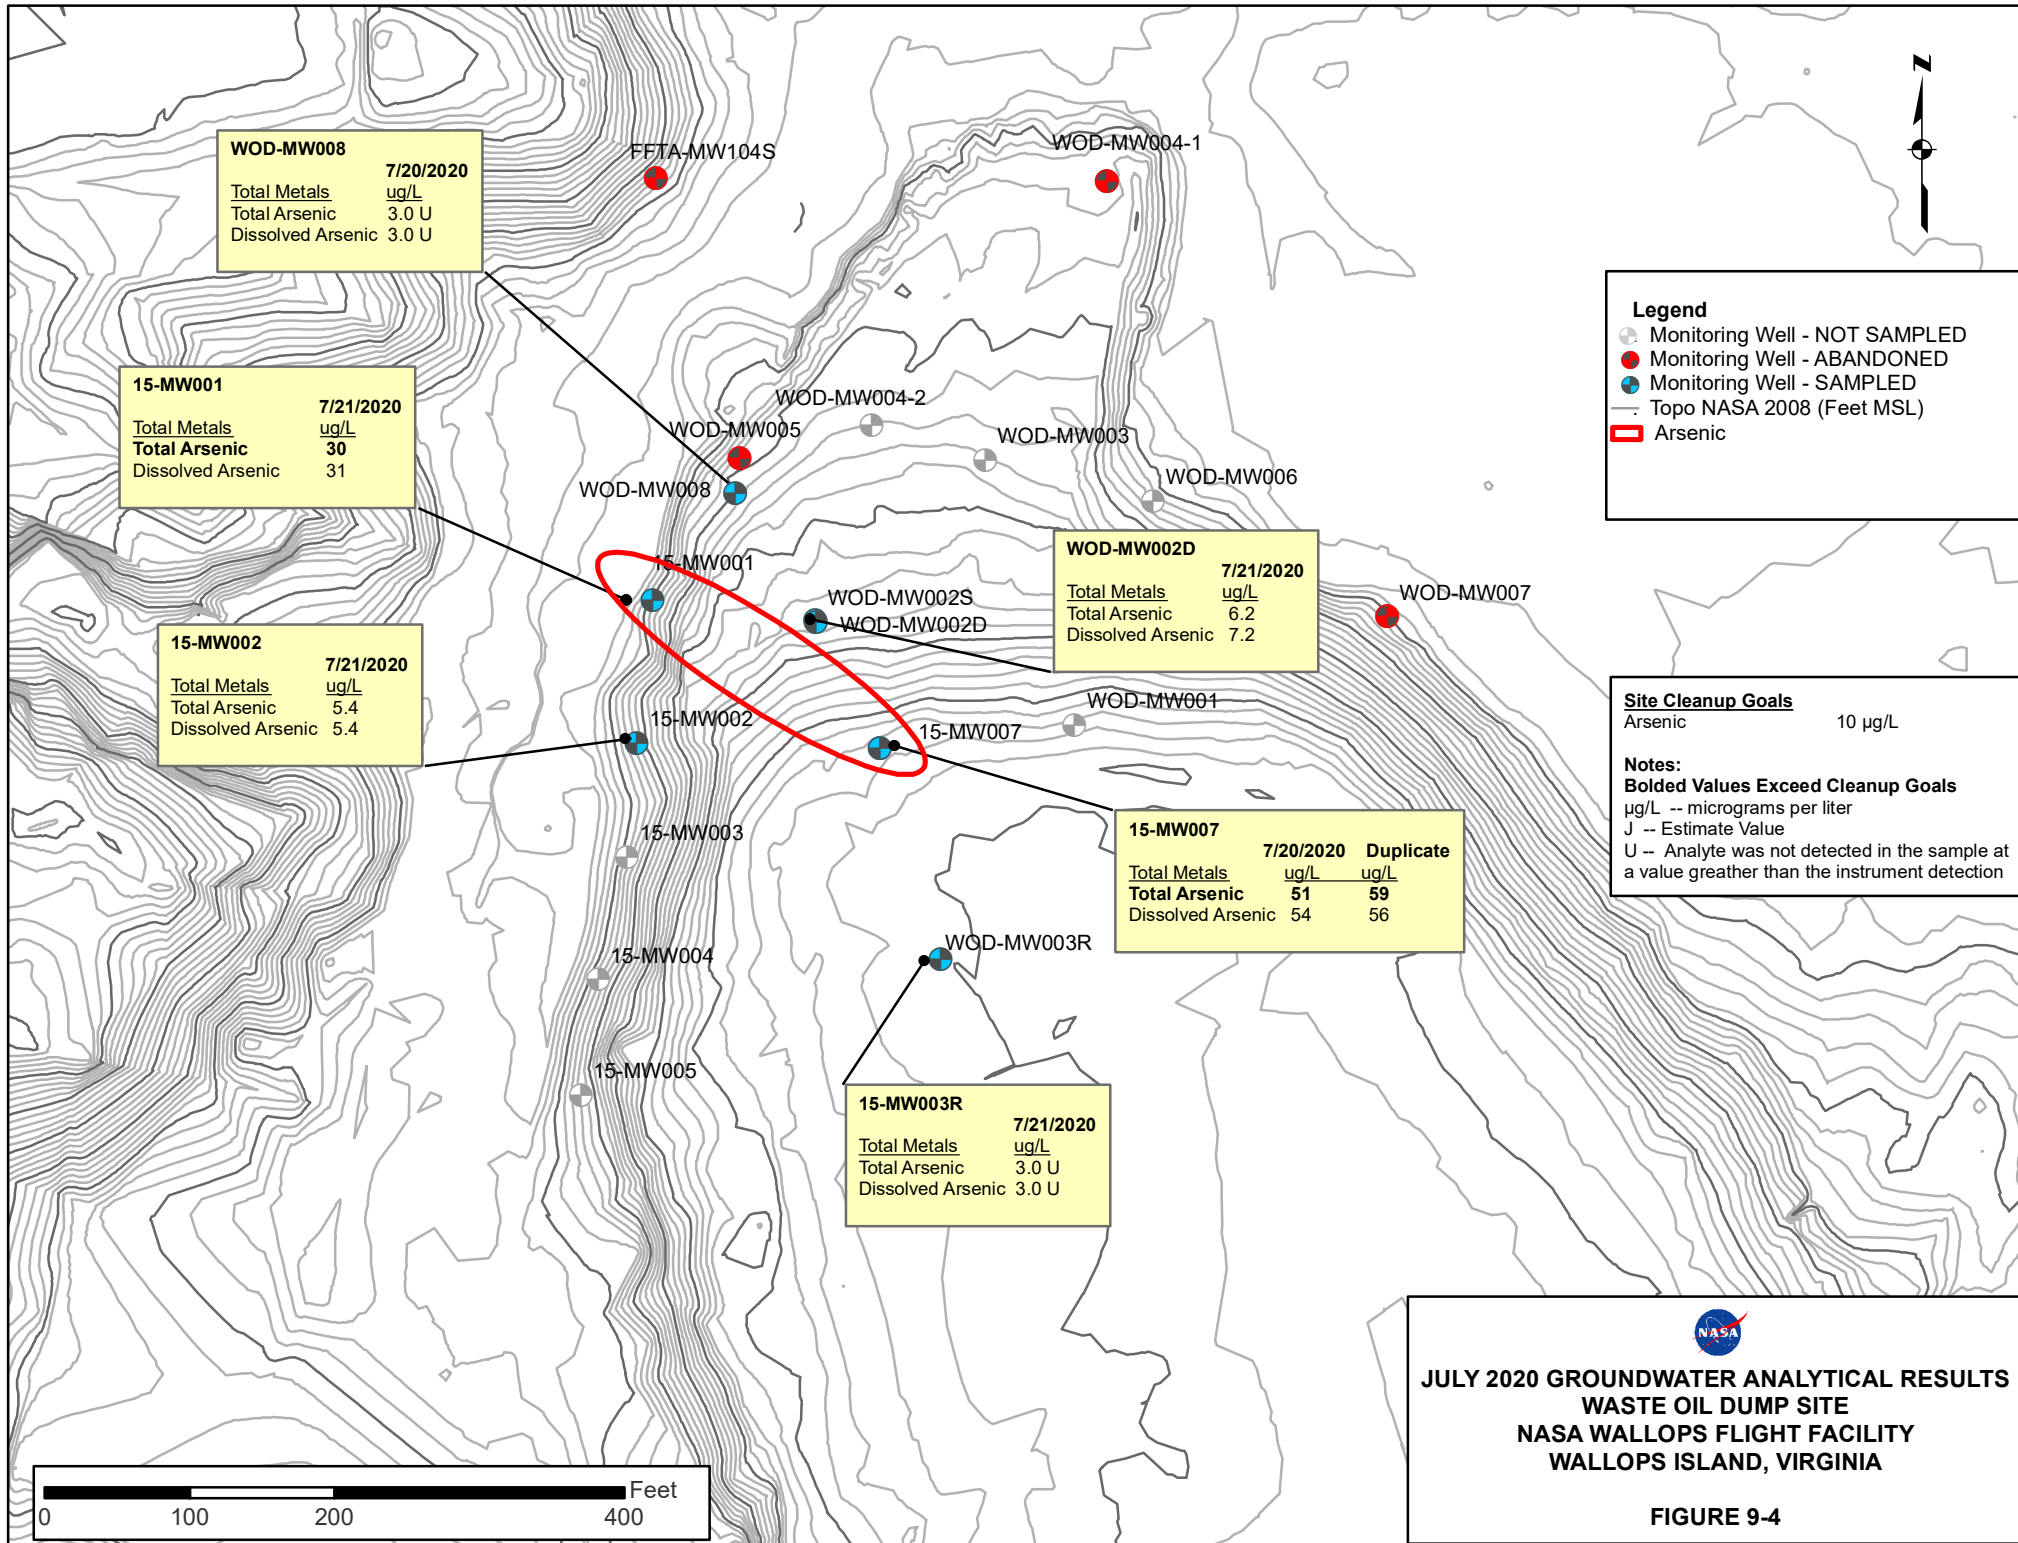 WOD-MW008
7/20/2020
Total Metals ug/L
Total Arsenic 3.0 U
Dissolved Arsenic 3.0 U
FFTA-MW104S
WOD-MW004-1
Z
Legend
Monitoring Well - NOT SAMPLED
Monitoring Well - ABANDONED
Monitoring Well - SAMPLED
Topo NASA 2008 (Feet MSL)
Arsenic
15-MW001
7/21/2020
Total Metals ug/L
Total Arsenic 30
Dissolved Arsenic 31
WOD-MW004-2
WOD-MW005
WOD-MW003
WOD-MW008
WOD-MW006
15-MW001
WOD-MW002S
WOD-MW002D
WOD-MW002D
7/21/2020
Total Metals ug/L
Total Arsenic 6.2
Dissolved Arsenic 7.2
WOD-MW007
15-MW002
7/21/2020
Total Metals ug/L
Total Arsenic 5.4
Dissolved Arsenic 5.4
15-MW002
WOD-MW001
15-MW007
Site Cleanup Goals
Arsenic 10 µg/L
Notes:
Bolded Values Exceed Cleanup Goals
µg/L -- micrograms per liter
J -- Estimate Value
U -- Analyte was not detected in the sample at
a value greather than the instrument detection
15-MW003
15-MW007
7/20/2020 Duplicate
Total Metals ug/L ug/L
Total Arsenic 51 59
Dissolved Arsenic 54 56
15-MW004
WOD-MW003R
15-MW005
15-MW003R
7/21/2020
Total Metals ug/L
Total Arsenic 3.0 U
Dissolved Arsenic 3.0 U
NASA
JULY 2020 GROUNDWATER ANALYTICAL RESULTS
WASTE OIL DUMP SITE
NASA WALLOPS FLIGHT FACILITY
WALLOPS ISLAND, VIRGINIA
FIGURE 9-4
Feet
0 100 200 400